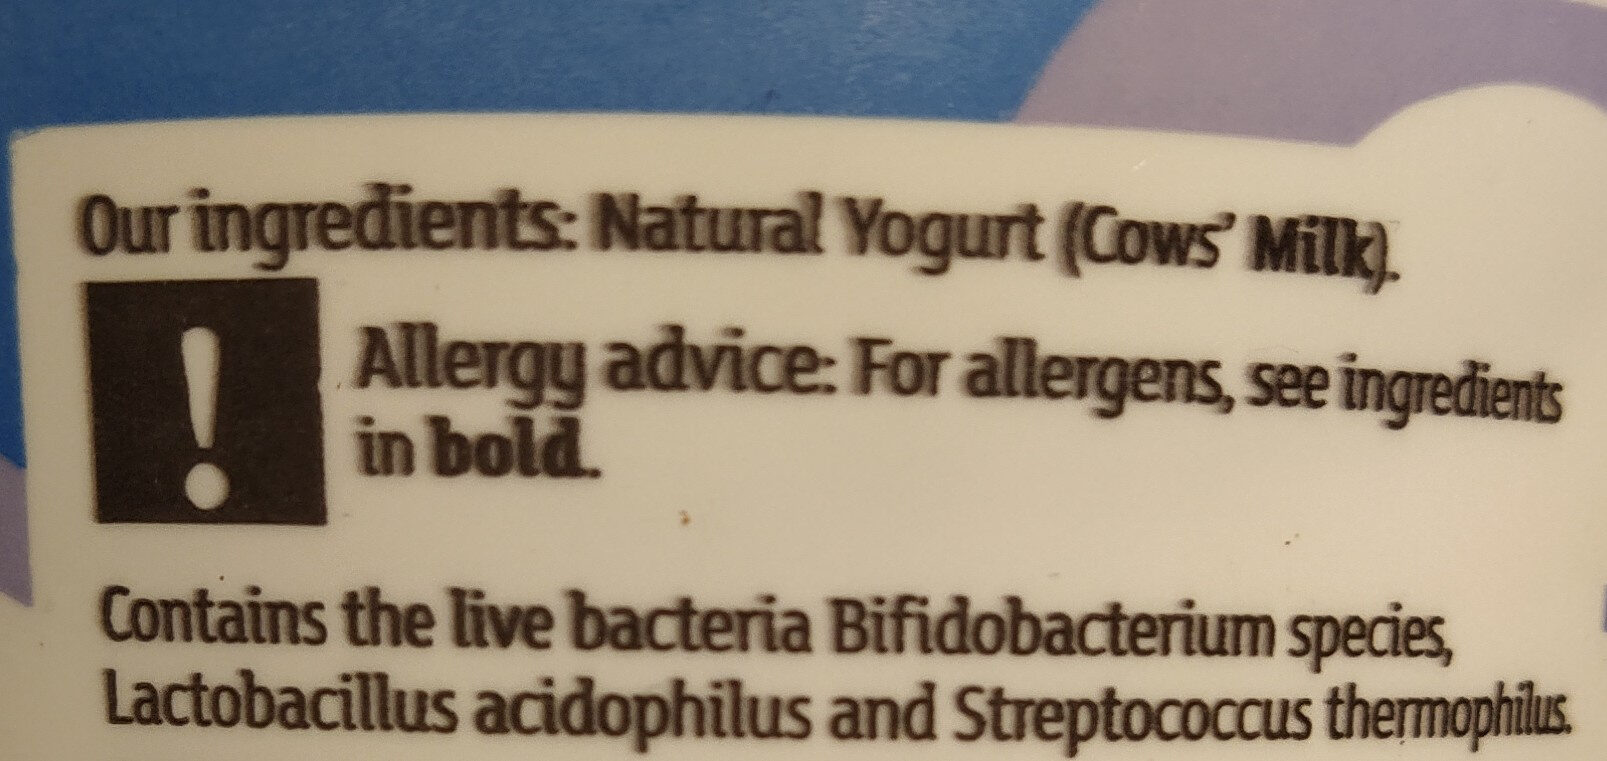 Our ingredients: Natural Yogurt (Cows' Milk).
! Allergy advice: For allergens, see ingredients
in bold.
Contains the live bacteria Bifidobacterium species,
Lactobacillus acidophilus and Streptococcus thermophilus.